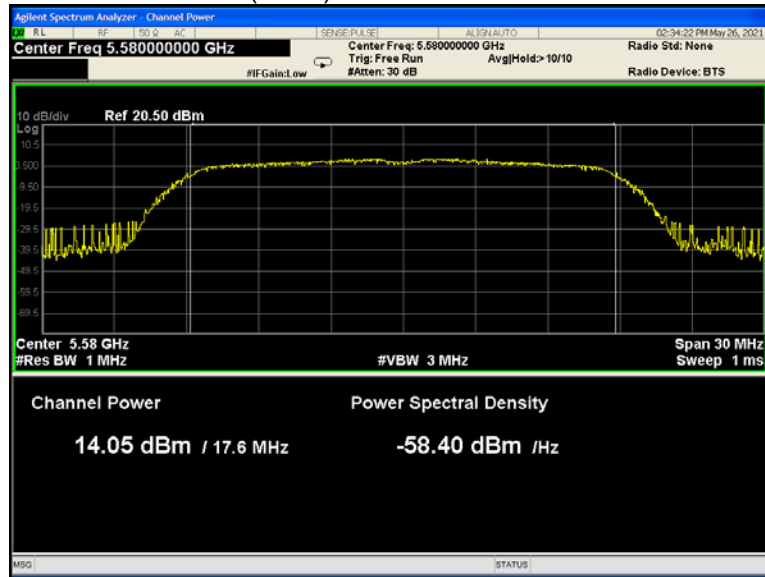 Agilent Spectrum Analyzer - Channel Power
RL RF 50 Ω AC SENSE:PULSE ALIGN AUTO 02:34:22 PM May 26, 2021
Center Freq 5.580000000 GHz Center Freq: 5.580000000 GHz Radio Std: None
Trig: Free Run Avg|Hold:> 10/10
#IFGain:Low #Atten: 30 dB Radio Device: BTS
10 dB/div Ref 20.50 dBm
Log
10.5
0.500
-9.50
-19.5
-29.5
-39.5
-49.5
-59.5
-69.5
Center 5.58 GHz Span 30 MHz
#Res BW 1 MHz #VBW 3 MHz Sweep 1 ms
Channel Power Power Spectral Density
14.05 dBm / 17.6 MHz -58.40 dBm /Hz
MSG STATUS